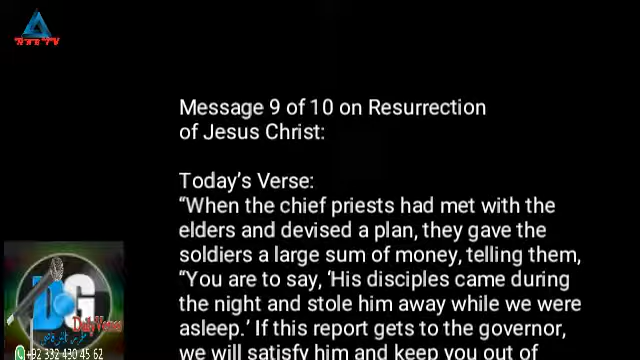 Message 9 of 10 on Resurrection
of Jesus Christ:
Today's Verse:
“When the chief priests had met with the
elders and devised a plan, they gave the
soldiers a large sum of money, telling them,
“You are to say, ‘His disciples came during
the night and stole him away while we were
asleep.’ If this report gets to the governor,
we will satisfy him and keep you out of
DG
Daily Verses
+92 332 430 45 62